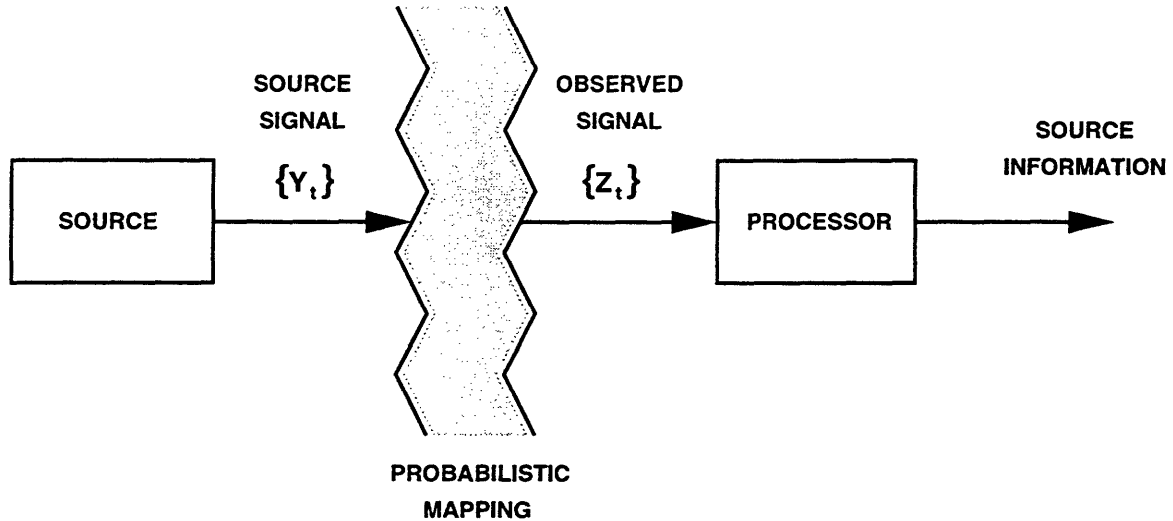 SOURCE
SIGNAL
{Y_t}
OBSERVED
SIGNAL
{Z_t}
SOURCE
INFORMATION
SOURCE
PROCESSOR
PROBABILISTIC
MAPPING